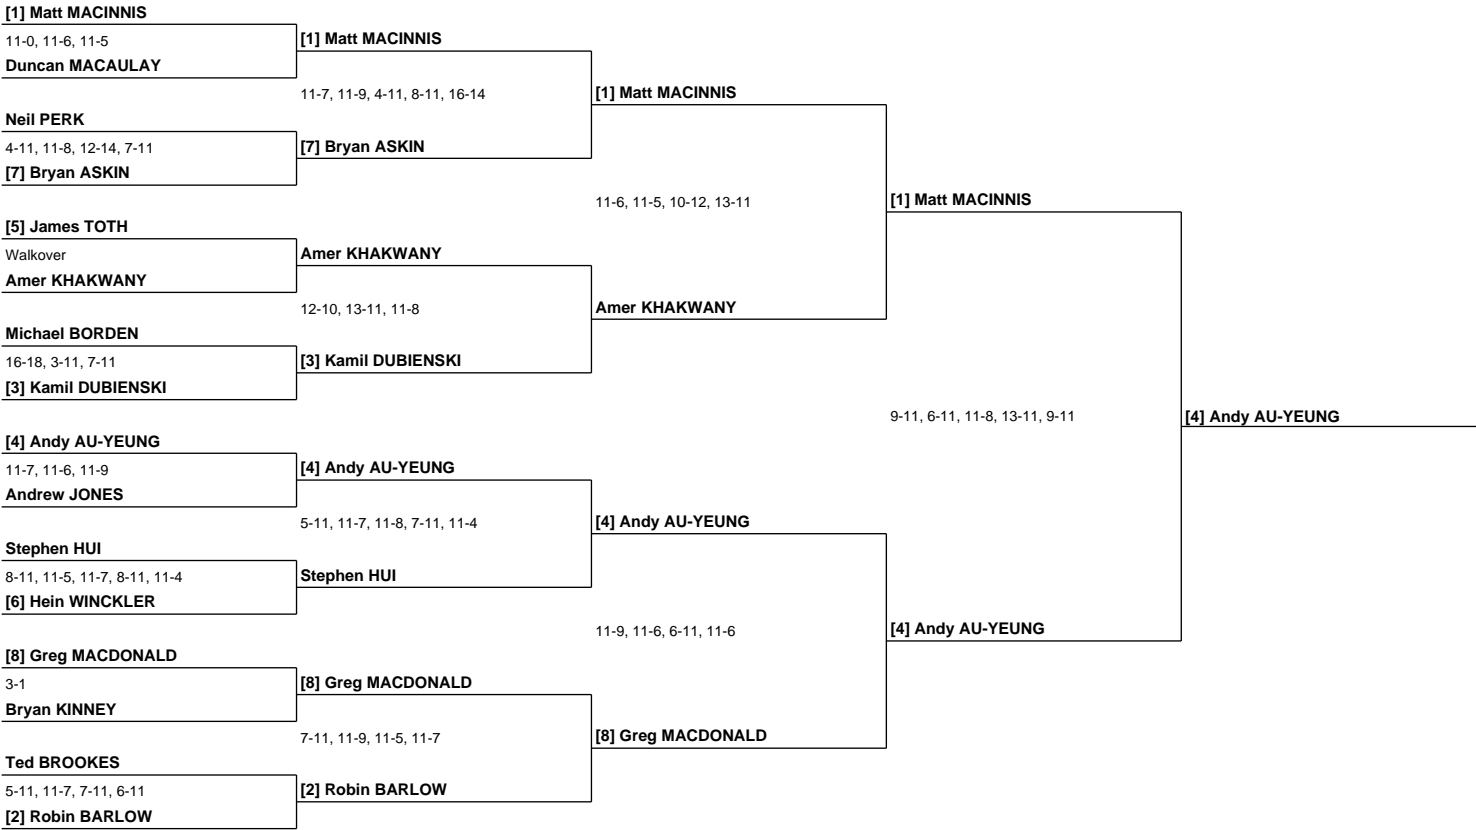 [1] Matt MACINNIS
11-0, 11-6, 11-5
Duncan MACAULAY
Neil PERK
4-11, 11-8, 12-14, 7-11
[7] Bryan ASKIN
[5] James TOTH
Walkover
Amer KHAKWANY
Michael BORDEN
16-18, 3-11, 7-11
[3] Kamil DUBIENSKI
[4] Andy AU-YEUNG
11-7, 11-6, 11-9
Andrew JONES
Stephen HUI
8-11, 11-5, 11-7, 8-11, 11-4
[6] Hein WINCKLER
[8] Greg MACDONALD
3-1
Bryan KINNEY
Ted BROOKES
5-11, 11-7, 7-11, 6-11
[2] Robin BARLOW
[1] Matt MACINNIS
11-7, 11-9, 4-11, 8-11, 16-14
[7] Bryan ASKIN
Amer KHAKWANY
12-10, 13-11, 11-8
[3] Kamil DUBIENSKI
[4] Andy AU-YEUNG
5-11, 11-7, 11-8, 7-11, 11-4
Stephen HUI
[8] Greg MACDONALD
7-11, 11-9, 11-5, 11-7
[2] Robin BARLOW
[1] Matt MACINNIS
11-6, 11-5, 10-12, 13-11
Amer KHAKWANY
[4] Andy AU-YEUNG
11-9, 11-6, 6-11, 11-6
[8] Greg MACDONALD
[1] Matt MACINNIS
9-11, 6-11, 11-8, 13-11, 9-11
[4] Andy AU-YEUNG
[4] Andy AU-YEUNG